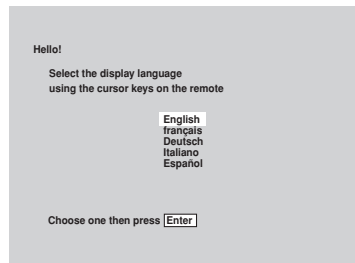 Hello!
Select the display language
using the cursor keys on the remote
English
français
Deutsch
Italiano
Español
Choose one then press Enter